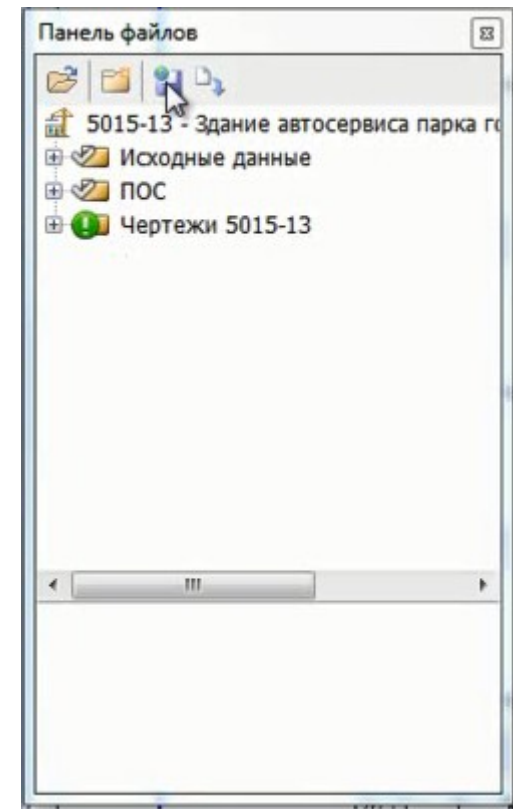 Панель файлов
5015-13 - Здание автосервиса парка
Исходные данные
ПОС
Чертежи 5015-13